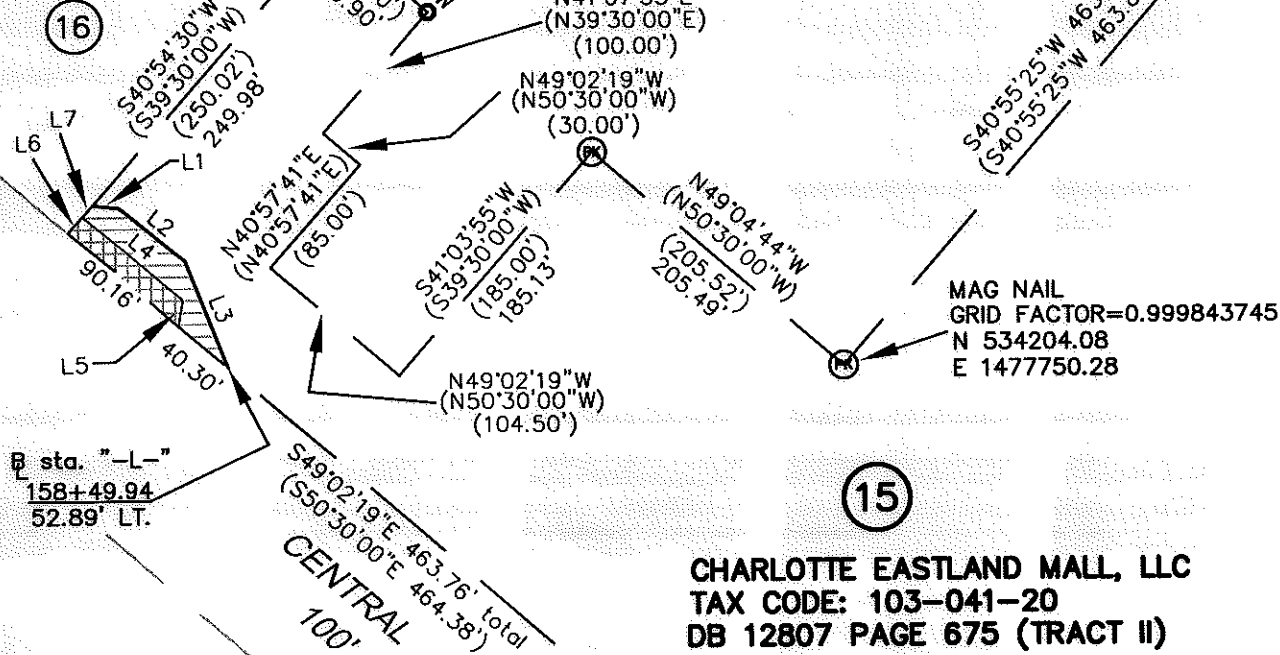 16
S40°54'30"W
(S39°30'00"W)
(250.02')
249.98'
.90'
(N39°30'00"E)
(100.00')
N49°02'19"W
(N50°30'00"W)
(30.00')
L7
L6
L1
L2
L4
L3
90.16'
L5
40.30'
N40°57'41"E
(N40°57'41"E)
(85.00')
PK
S41°03'55"W
(S39°30'00"W)
(185.00')
185.13'
N49°04'44"W
(N50°30'00"W)
(205.52')
205.49'
S40°55'25"W 463.
(S40°55'25"W 463.8
MAG NAIL
GRID FACTOR=0.999843745
N 534204.08
E 1477750.28
PK
N49°02'19"W
(N50°30'00"W)
(104.50')
BL sta. "-L-"
158+49.94
52.89' LT.
S49°02'19"E 463.76' total
(S50°30'00"E 464.38')
CENTRAL
100'
15
CHARLOTTE EASTLAND MALL, LLC
TAX CODE: 103-041-20
DB 12807 PAGE 675 (TRACT II)